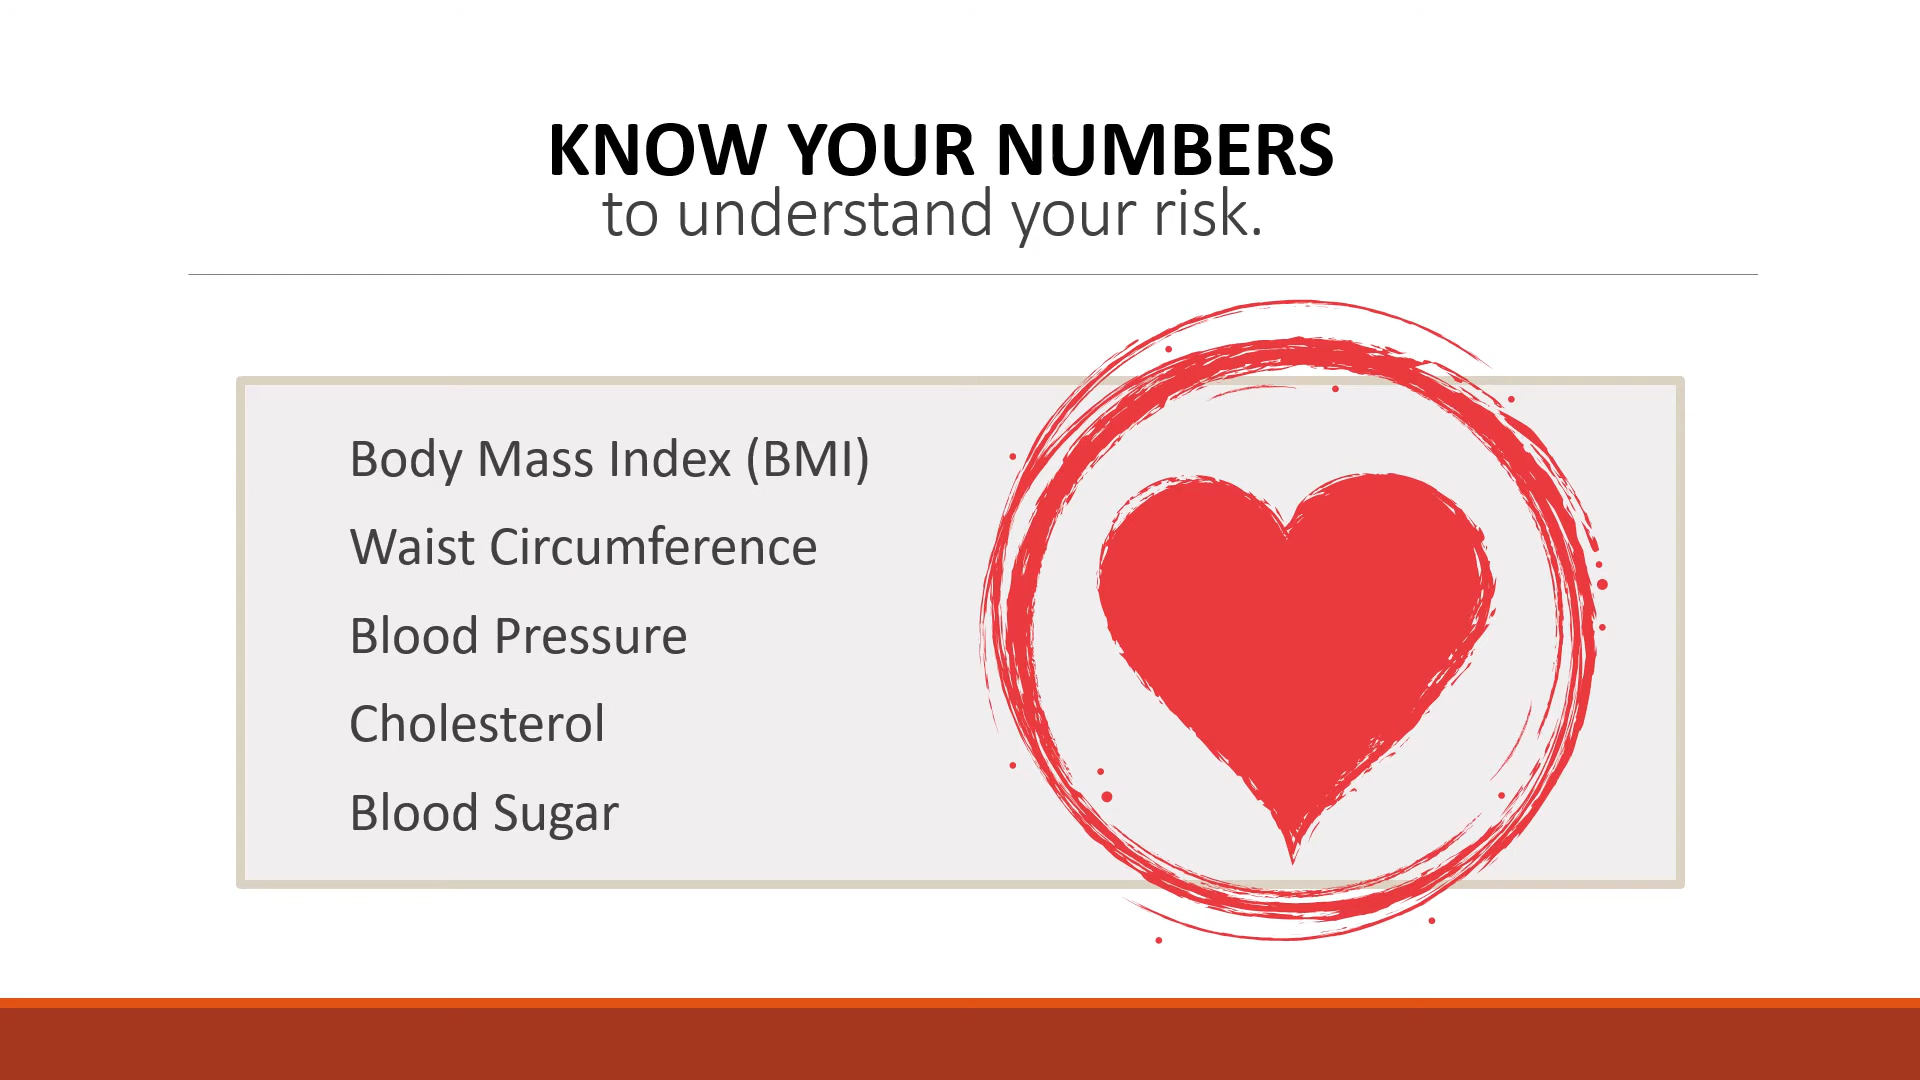 KNOW YOUR NUMBERS
to understand your risk.
Body Mass Index (BMI)
Waist Circumference
Blood Pressure
Cholesterol
Blood Sugar